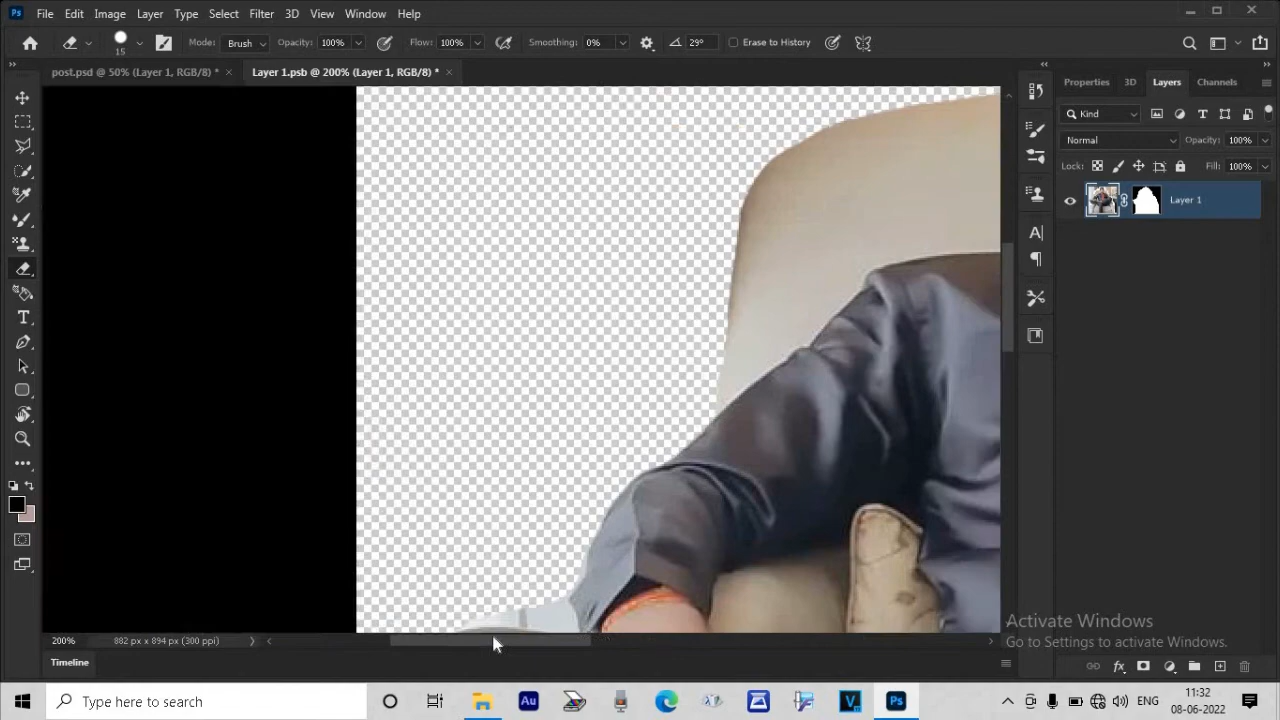 Ps File Edit Image Layer Type Select Filter 3D View Window Help
15 Mode: Brush Opacity: 100% Flow: 100% Smoothing: 0% 29° Erase to History
post.psd @ 50% (Layer 1, RGB/8) * × Layer 1.psb @ 200% (Layer 1, RGB/8) * ×
Properties 3D Layers Channels
Kind
Normal Opacity: 100%
Lock: Fill: 100%
Layer 1
Activate Windows
Go to Settings to activate Windows.
200% 882 px x 894 px (300 ppi)
Timeline
Type here to search
Au
V
Ps
ENG
11:32
08-06-2022